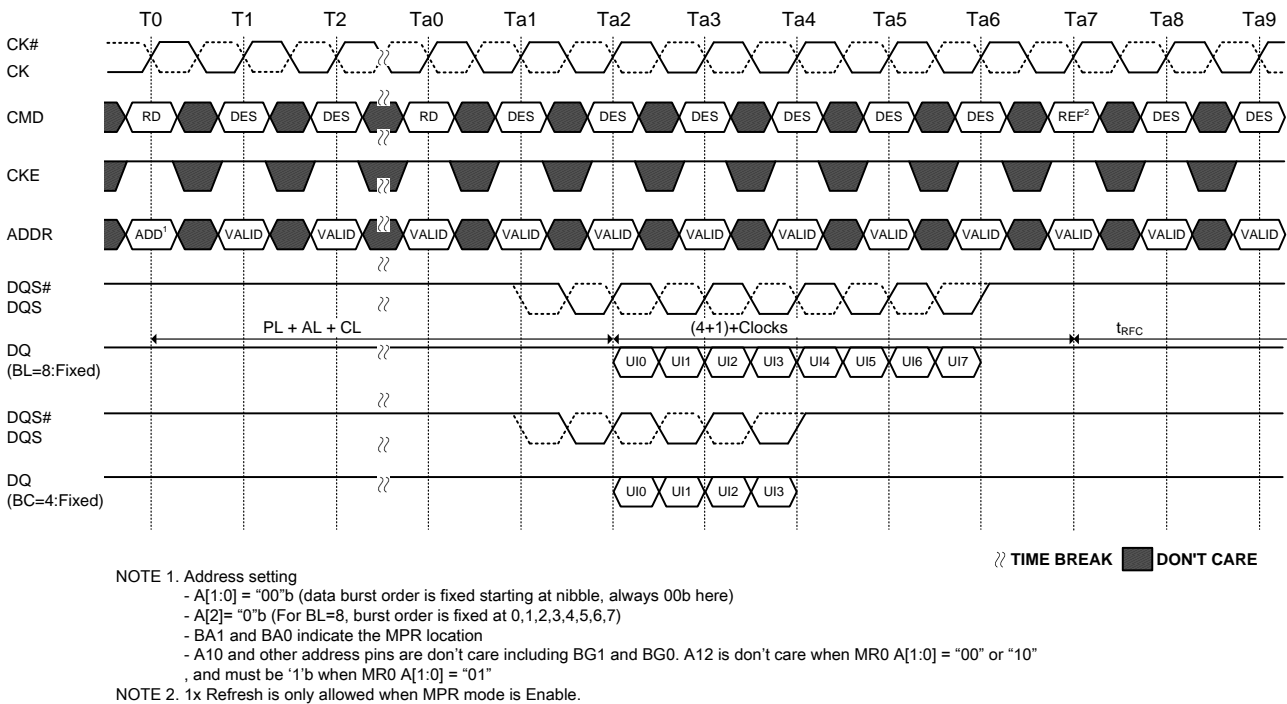 T0 T1 T2 Ta0 Ta1 Ta2 Ta3 Ta4 Ta5 Ta6 Ta7 Ta8 Ta9
CK#
CK
CMD RD DES DES RD DES DES DES DES DES DES REF² DES DES
CKE
ADDR ADD¹ VALID VALID VALID VALID VALID VALID VALID VALID VALID VALID VALID VALID
DQS#
DQS
PL + AL + CL (4+1)+Clocks tRFC
DQ
(BL=8:Fixed) UI0 UI1 UI2 UI3 UI4 UI5 UI6 UI7
DQS#
DQS
DQ
(BC=4:Fixed) UI0 UI1 UI2 UI3
TIME BREAK DON'T CARE
NOTE 1. Address setting
- A[1:0] = “00”b (data burst order is fixed starting at nibble, always 00b here)
- A[2]= “0”b (For BL=8, burst order is fixed at 0,1,2,3,4,5,6,7)
- BA1 and BA0 indicate the MPR location
- A10 and other address pins are don’t care including BG1 and BG0. A12 is don’t care when MR0 A[1:0] = “00” or “10”
, and must be ‘1’b when MR0 A[1:0] = “01”
NOTE 2. 1x Refresh is only allowed when MPR mode is Enable.